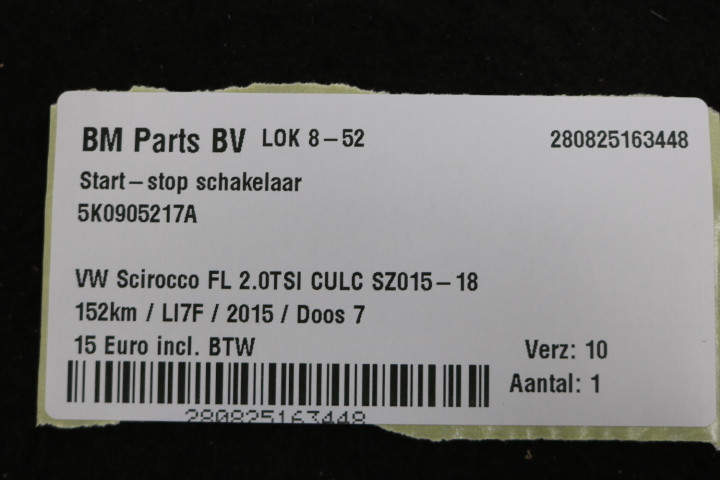 BM Parts BV LOK 8-52 280825163448
Start-stop schakelaar
5K0905217A
VW Scirocco FL 2.0TSI CULC SZ015-18
152km / LI7F / 2015 / Doos 7
15 Euro incl. BTW
Verz: 10
Aantal: 1
280825163448